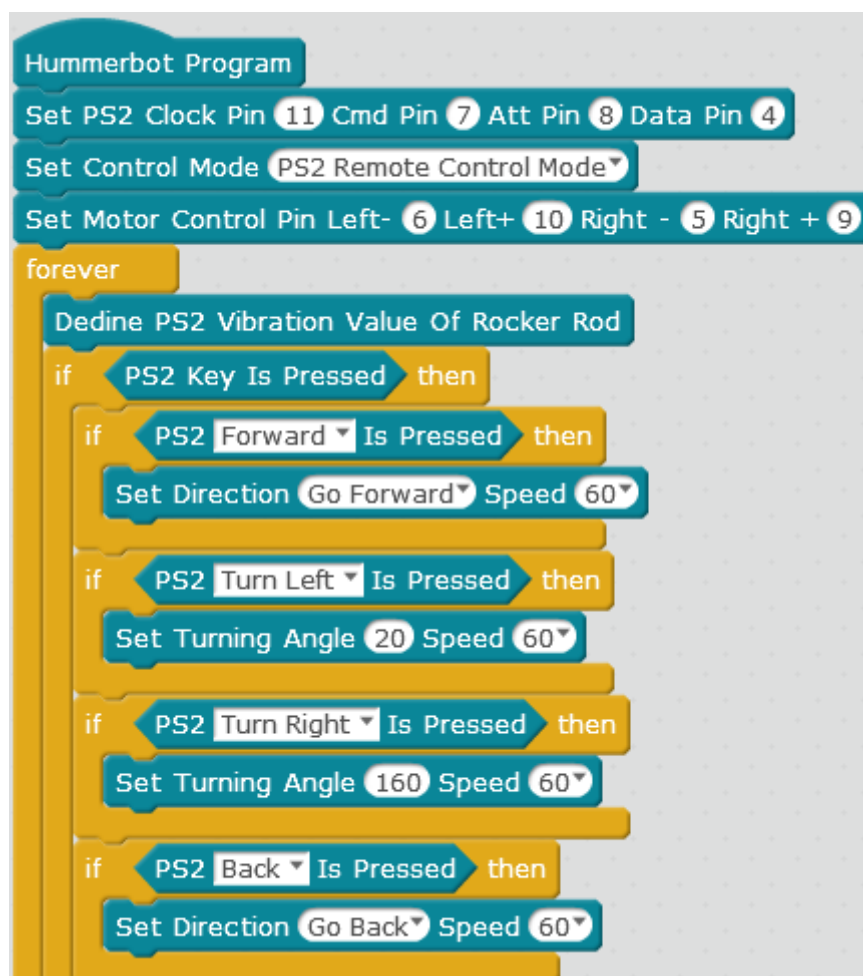 Hummerbot Program
Set PS2 Clock Pin 11 Cmd Pin 7 Att Pin 8 Data Pin 4
Set Control Mode PS2 Remote Control Mode
Set Motor Control Pin Left- 6 Left+ 10 Right - 5 Right + 9
forever
Dedine PS2 Vibration Value Of Rocker Rod
if PS2 Key Is Pressed then
if PS2 Forward Is Pressed then
Set Direction Go Forward Speed 60
if PS2 Turn Left Is Pressed then
Set Turning Angle 20 Speed 60
if PS2 Turn Right Is Pressed then
Set Turning Angle 160 Speed 60
if PS2 Back Is Pressed then
Set Direction Go Back Speed 60